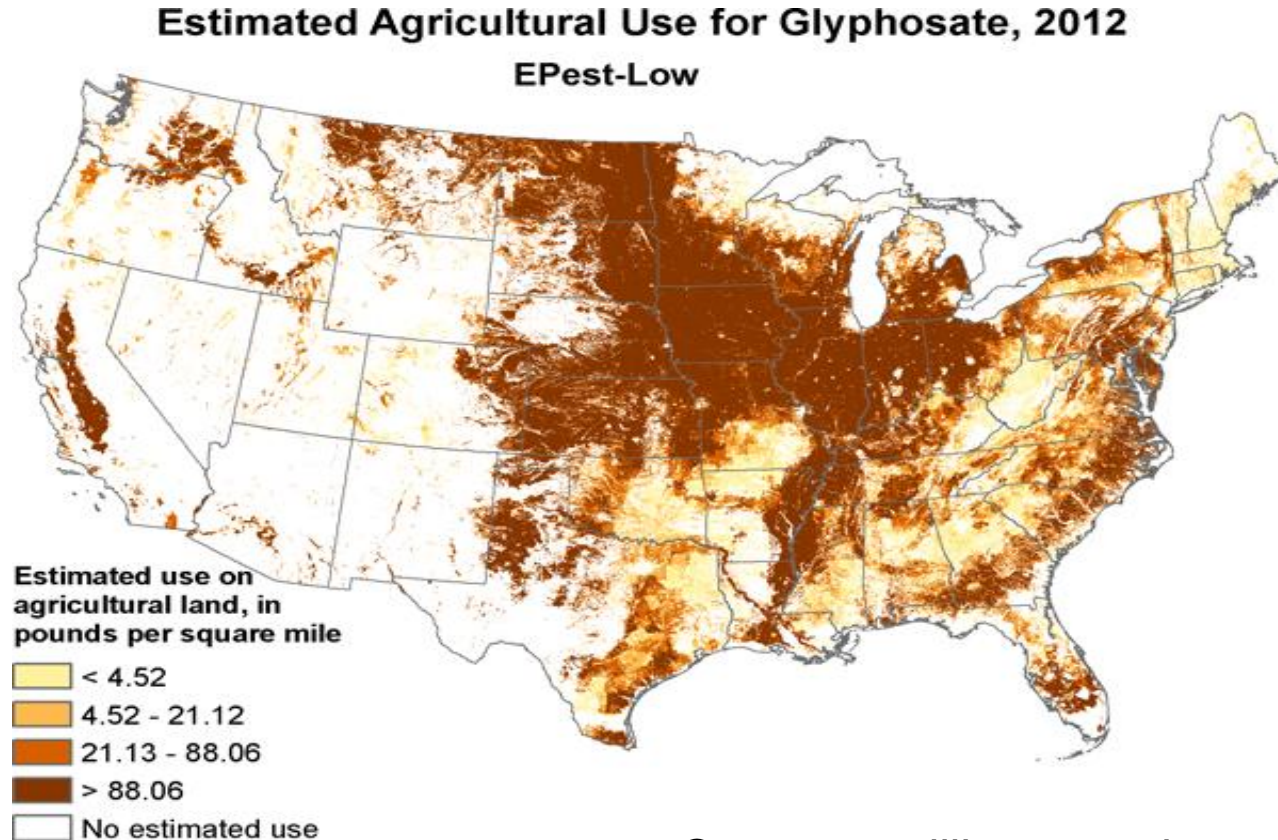 Estimated Agricultural Use for Glyphosate, 2012
EPest-Low
Estimated use on
agricultural land, in
pounds per square mile
< 4.52
4.52 - 21.12
21.13 - 88.06
> 88.06
No estimated use